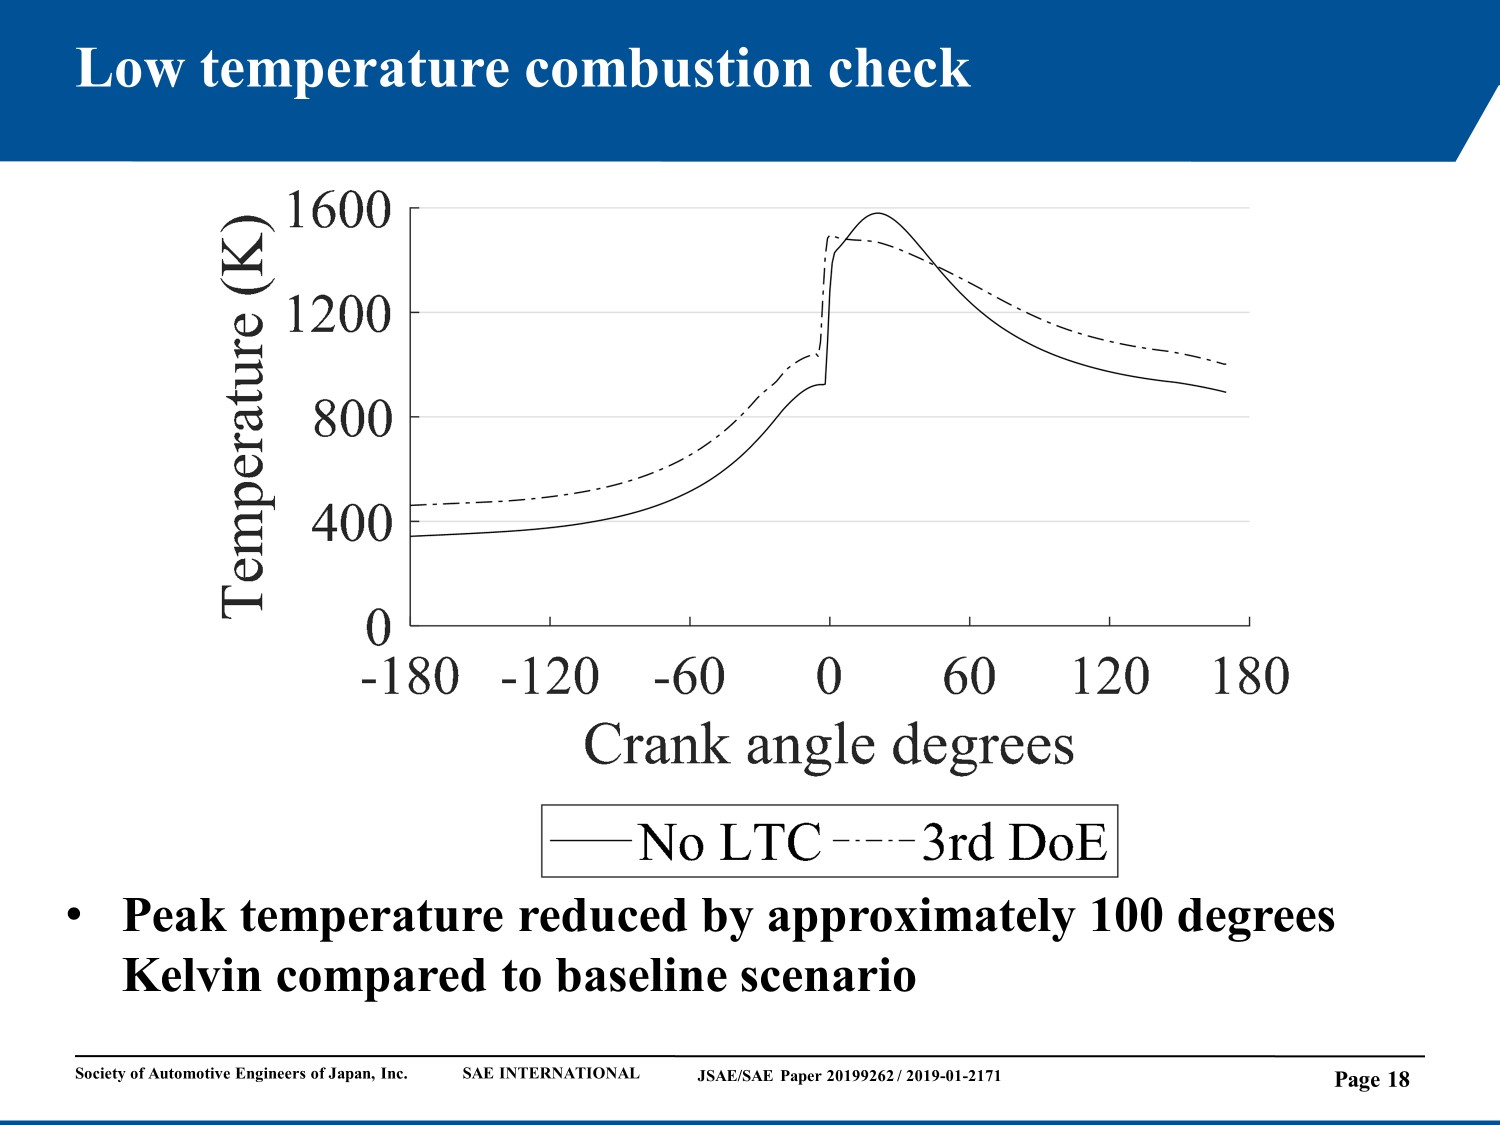 Low temperature combustion check
1600
1200
800
400
0
Temperature (K)
-180 -120 -60 0 60 120 180
Crank angle degrees
No LTC 3rd DoE
• Peak temperature reduced by approximately 100 degrees
Kelvin compared to baseline scenario
Society of Automotive Engineers of Japan, Inc. SAE INTERNATIONAL JSAE/SAE Paper 20199262 / 2019-01-2171 Page 18